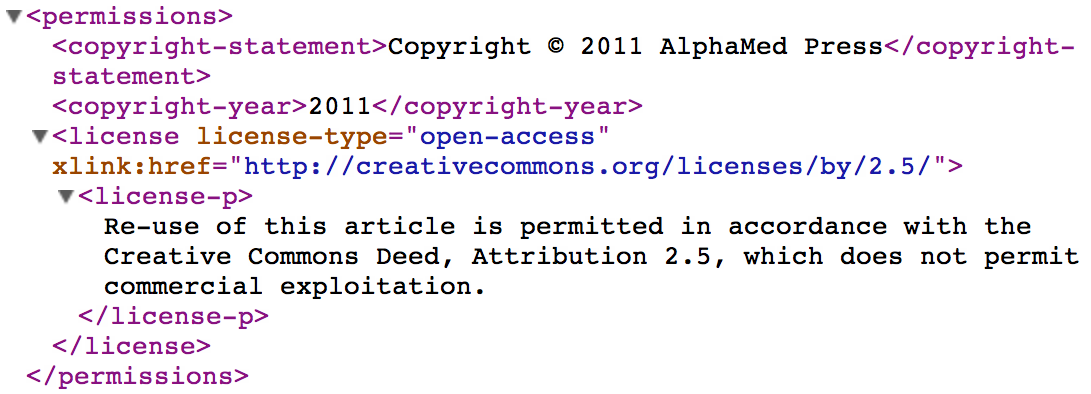 ▼<permissions>
<copyright-statement>Copyright © 2011 AlphaMed Press</copyright-
statement>
<copyright-year>2011</copyright-year>
▼<license license-type="open-access"
xlink:href="http://creativecommons.org/licenses/by/2.5/">
▼<license-p>
Re-use of this article is permitted in accordance with the
Creative Commons Deed, Attribution 2.5, which does not permit
commercial exploitation.
</license-p>
</license>
</permissions>